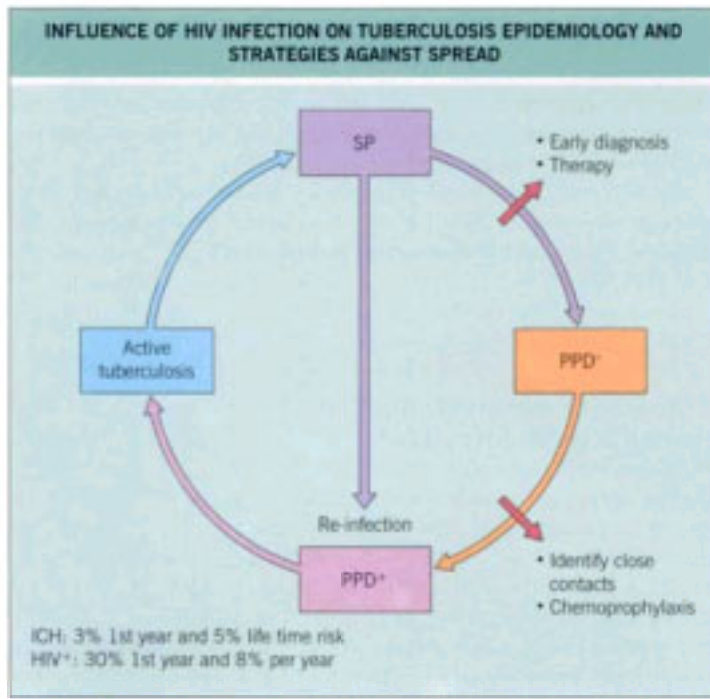 INFLUENCE OF HIV INFECTION ON TUBERCULOSIS EPIDEMIOLOGY AND
STRATEGIES AGAINST SPREAD
SP
• Early diagnosis
• Therapy
Active
tuberculosis
PPD⁻
Re-infection
PPD⁺
• Identify close
contacts
• Chemoprophylaxis
ICH: 3% 1st year and 5% life time risk
HIV⁺: 30% 1st year and 8% per year